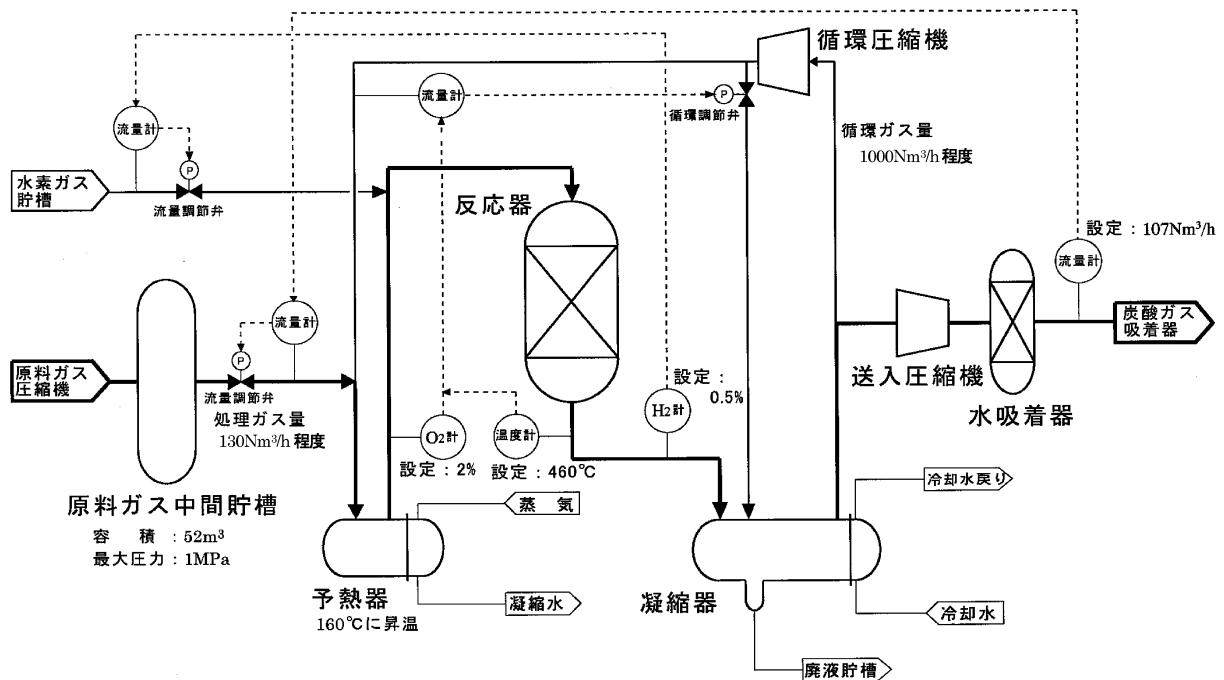 循環圧縮機
流量計
P
循環調節弁
循環ガス量
1000Nm³/h 程度
流量計
P
水素ガス
貯槽
流量調節弁
反応器
設定：107Nm³/h
流量計
炭酸ガス
吸着器
送入圧縮機
水吸着器
流量計
P
原料ガス
圧縮機
流量調節弁
処理ガス量
130Nm³/h 程度
設定：
0.5%
H2計
O2計
温度計
設定：2%
設定：460℃
原料ガス中間貯槽
容 積：52m³
最大圧力：1MPa
蒸 気
凝縮水
予熱器
160℃に昇温
冷却水戻り
冷却水
凝縮器
廃液貯槽